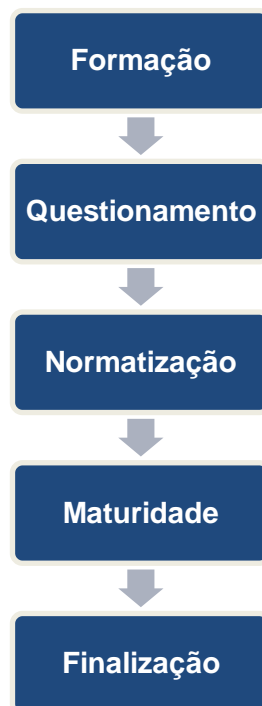 Formação
Questionamento
Normatização
Maturidade
Finalização